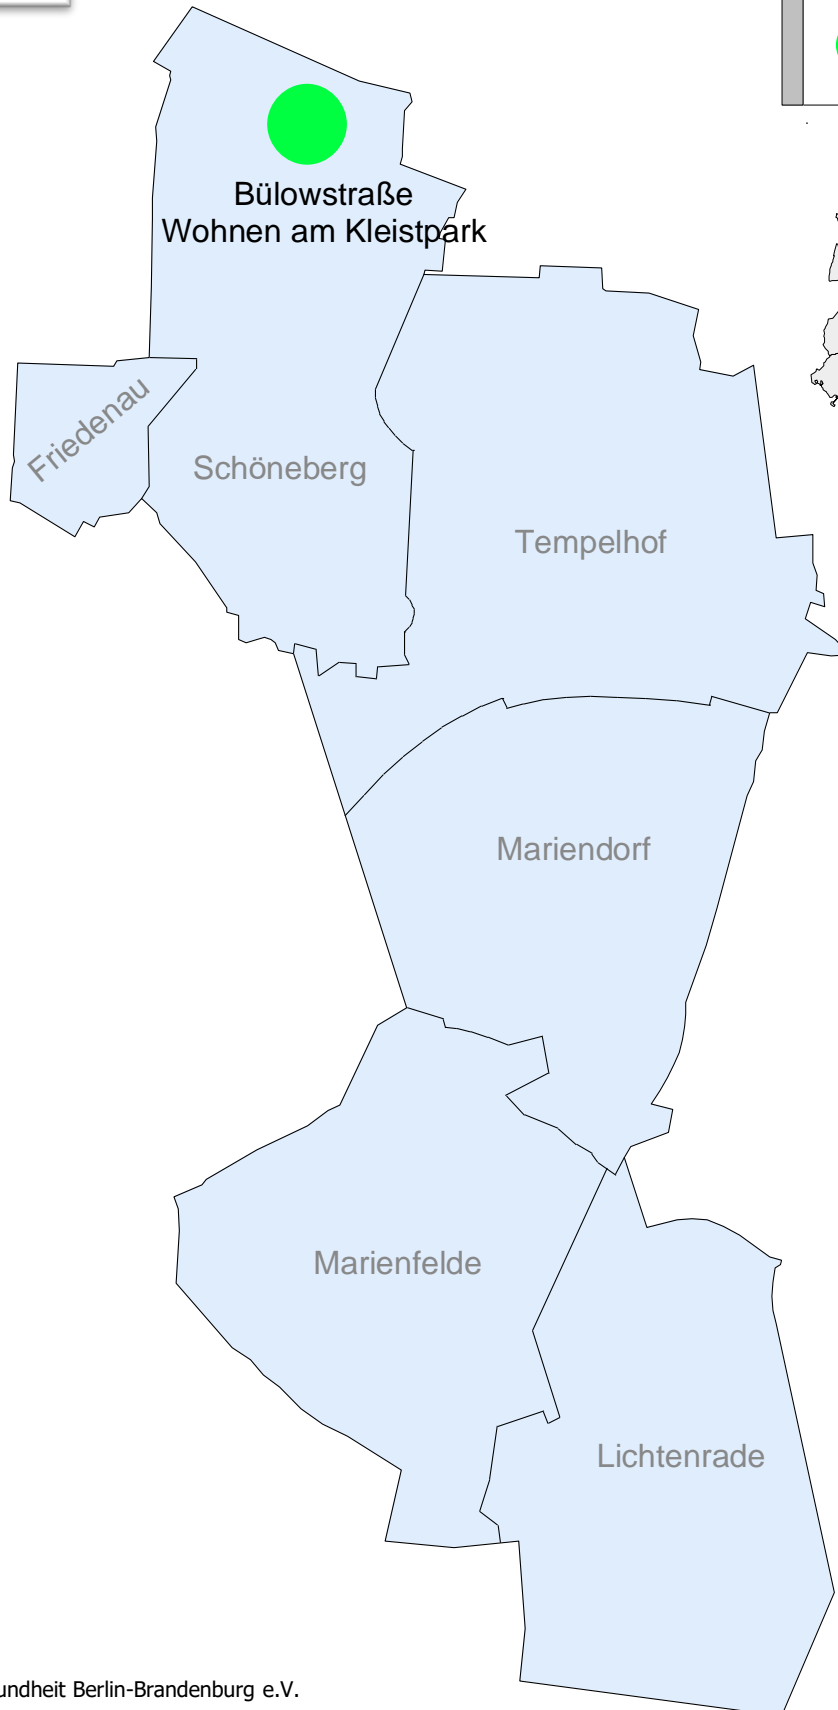 Bülowstraße
Wohnen am Kleistpark
Friedenau
Schöneberg
Tempelhof
Mariendorf
Marienfelde
Lichtenrade
undheit Berlin-Brandenburg e.V.